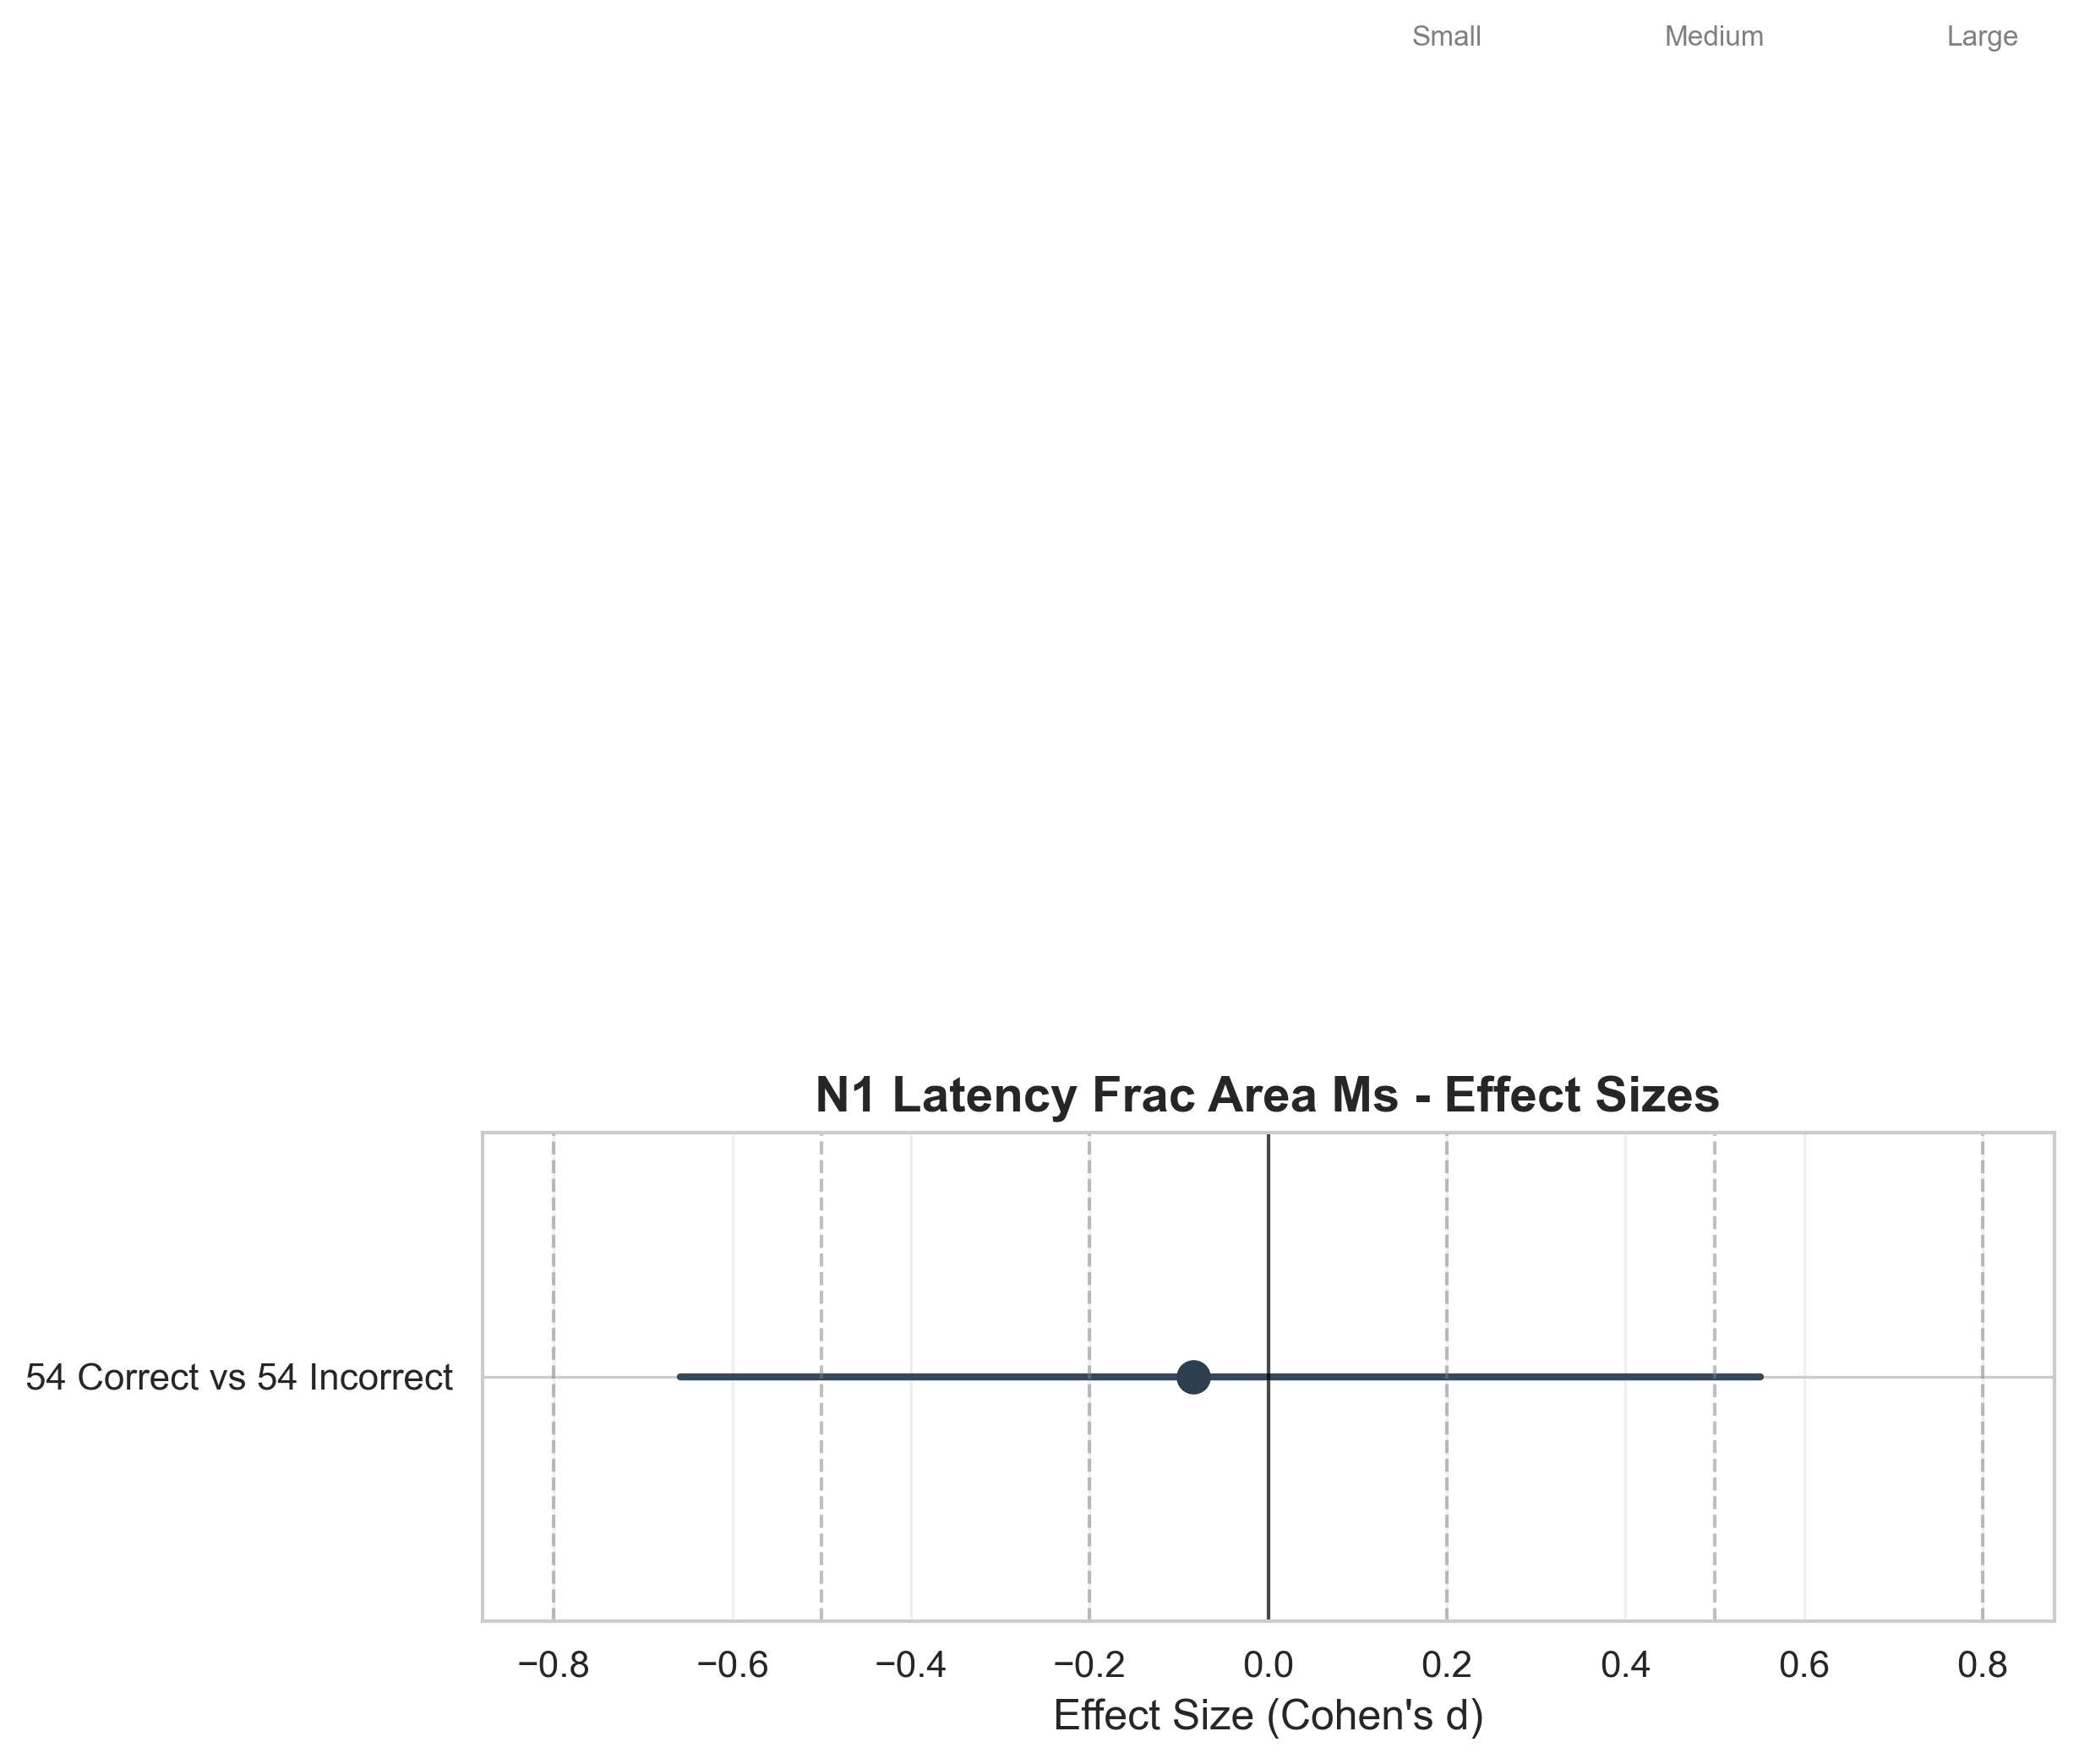 Small Medium Large
N1 Latency Frac Area Ms - Effect Sizes
54 Correct vs 54 Incorrect
−0.8 −0.6 −0.4 −0.2 0.0 0.2 0.4 0.6 0.8
Effect Size (Cohen's d)